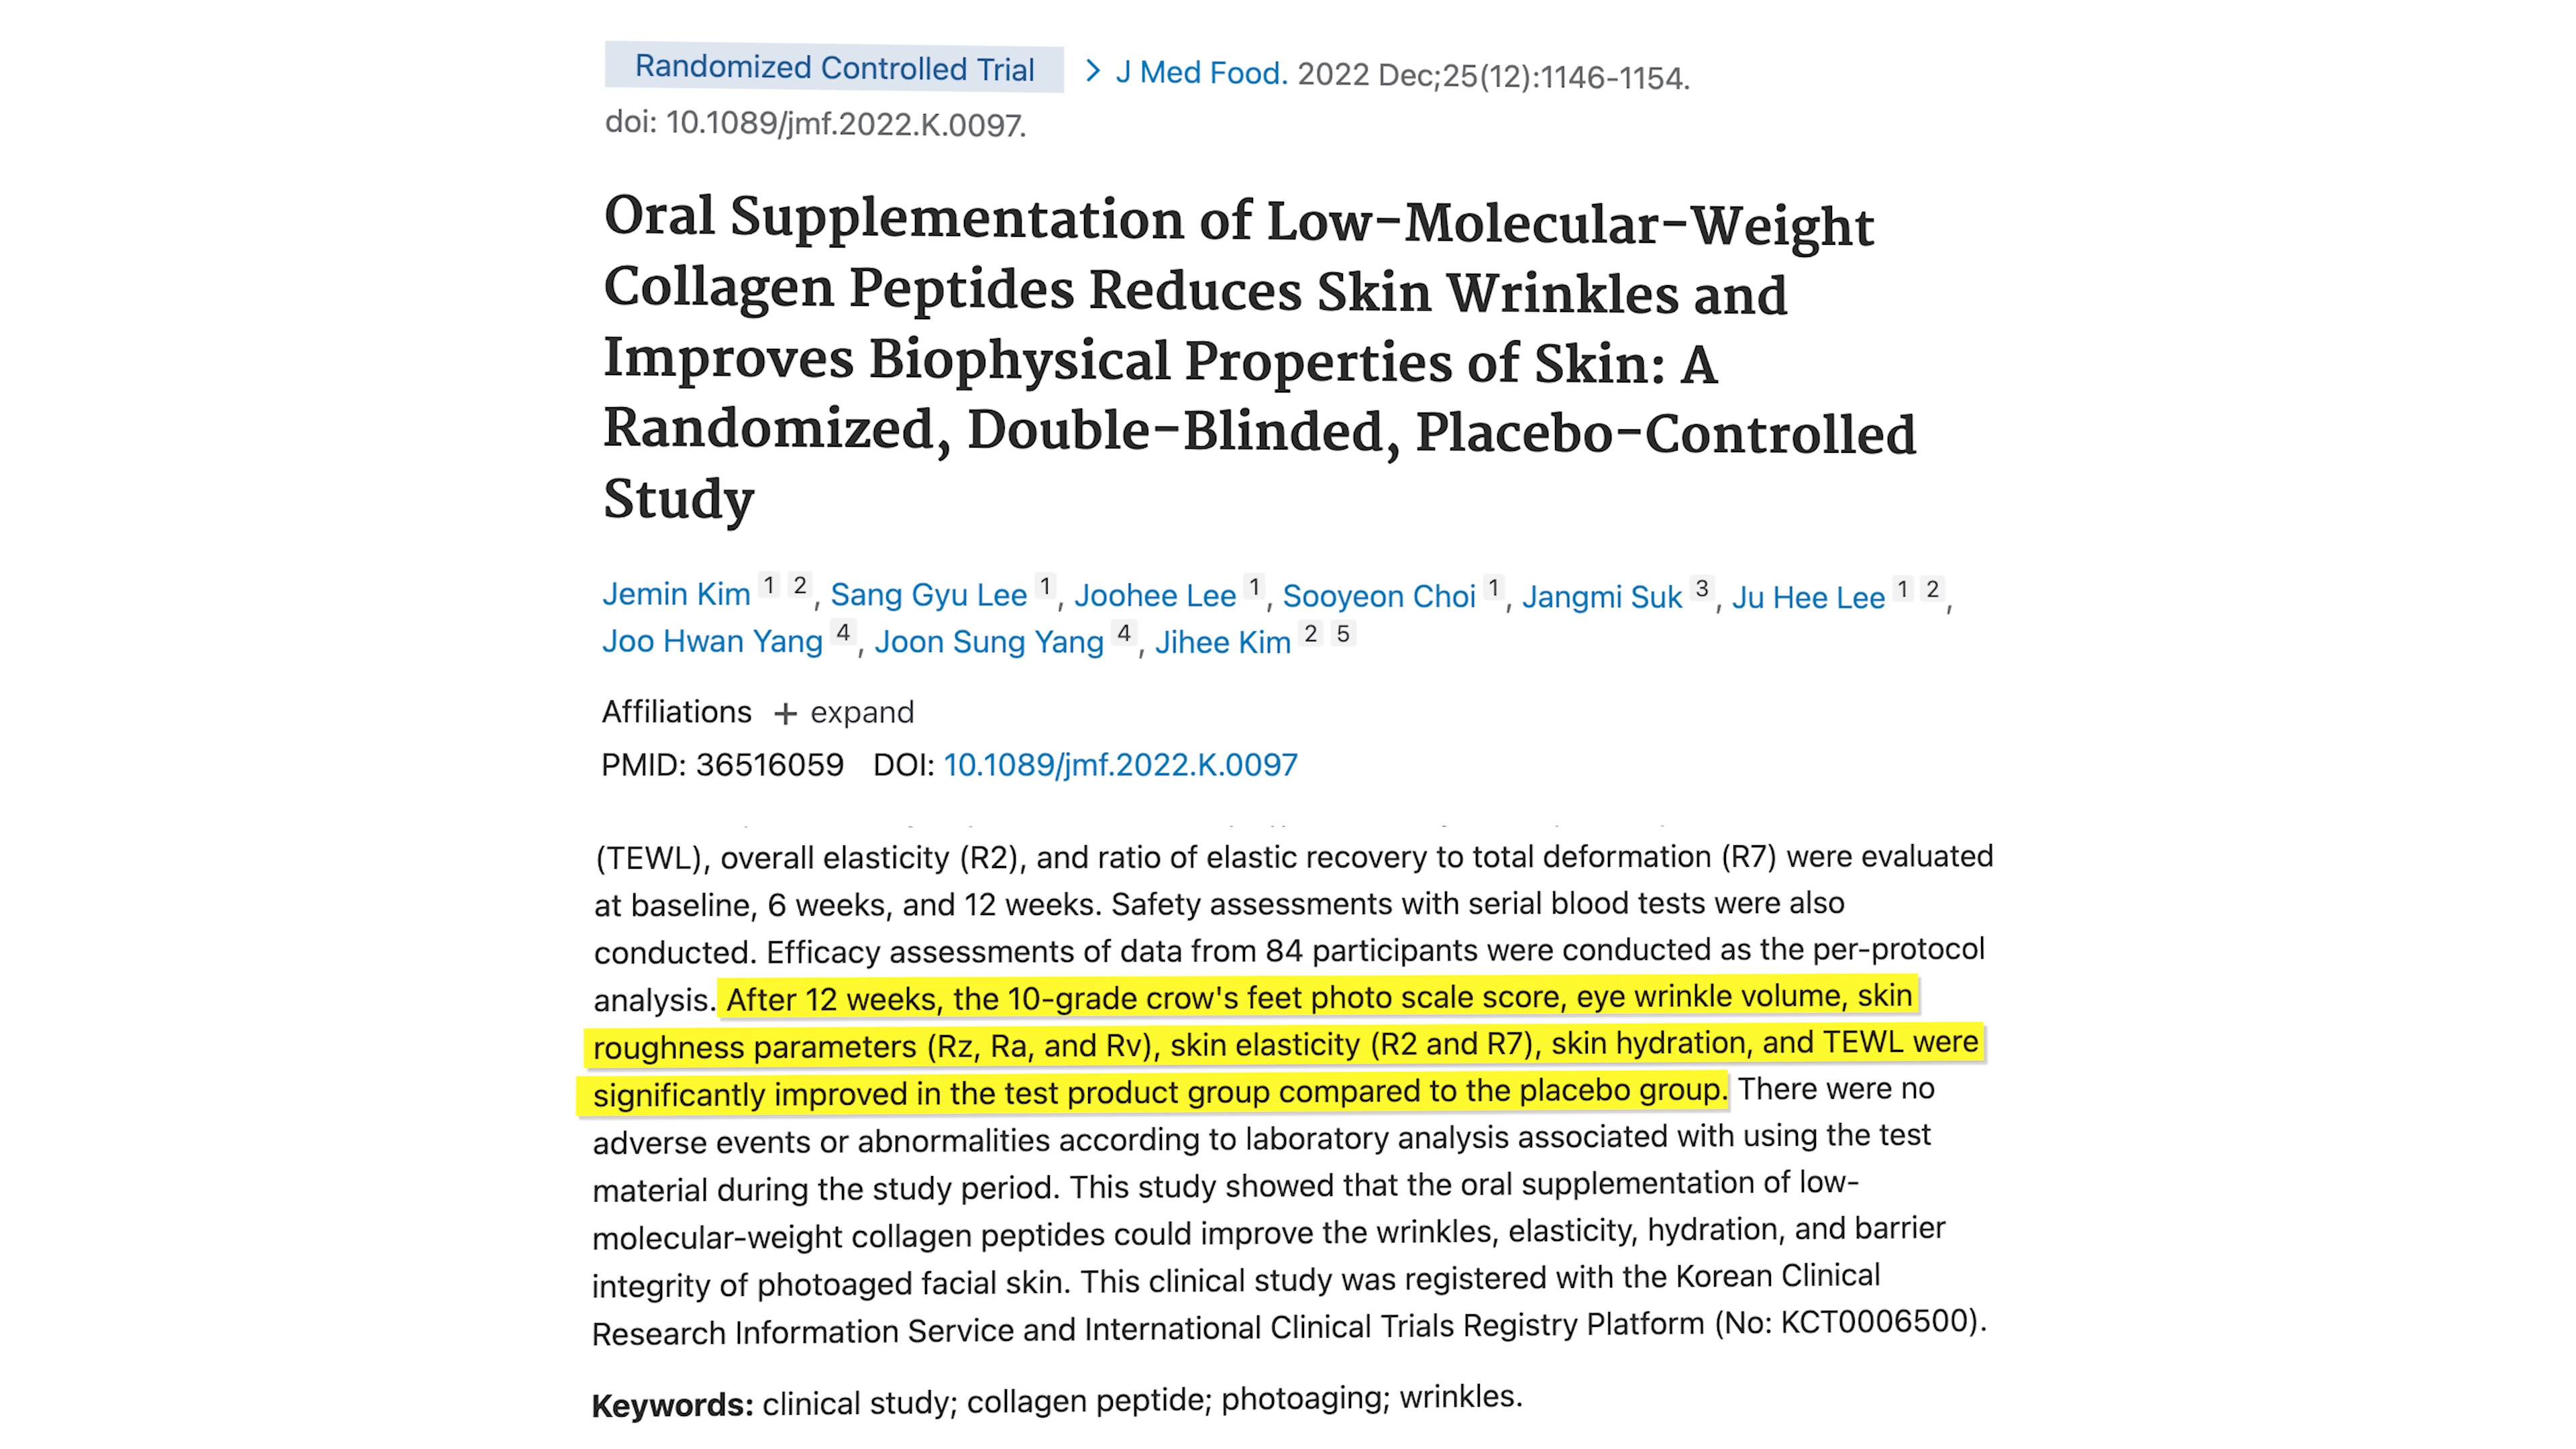 Randomized Controlled Trial > J Med Food. 2022 Dec;25(12):1146-1154.
doi: 10.1089/jmf.2022.K.0097.
Oral Supplementation of Low-Molecular-Weight
Collagen Peptides Reduces Skin Wrinkles and
Improves Biophysical Properties of Skin: A
Randomized, Double-Blinded, Placebo-Controlled
Study
Jemin Kim 1 2, Sang Gyu Lee 1, Joohee Lee 1, Sooyeon Choi 1, Jangmi Suk 3, Ju Hee Lee 1 2,
Joo Hwan Yang 4, Joon Sung Yang 4, Jihee Kim 2 5
Affiliations + expand
PMID: 36516059 DOI: 10.1089/jmf.2022.K.0097
(TEWL), overall elasticity (R2), and ratio of elastic recovery to total deformation (R7) were evaluated
at baseline, 6 weeks, and 12 weeks. Safety assessments with serial blood tests were also
conducted. Efficacy assessments of data from 84 participants were conducted as the per-protocol
analysis. After 12 weeks, the 10-grade crow's feet photo scale score, eye wrinkle volume, skin
roughness parameters (Rz, Ra, and Rv), skin elasticity (R2 and R7), skin hydration, and TEWL were
significantly improved in the test product group compared to the placebo group. There were no
adverse events or abnormalities according to laboratory analysis associated with using the test
material during the study period. This study showed that the oral supplementation of low-
molecular-weight collagen peptides could improve the wrinkles, elasticity, hydration, and barrier
integrity of photoaged facial skin. This clinical study was registered with the Korean Clinical
Research Information Service and International Clinical Trials Registry Platform (No: KCT0006500).
Keywords: clinical study; collagen peptide; photoaging; wrinkles.